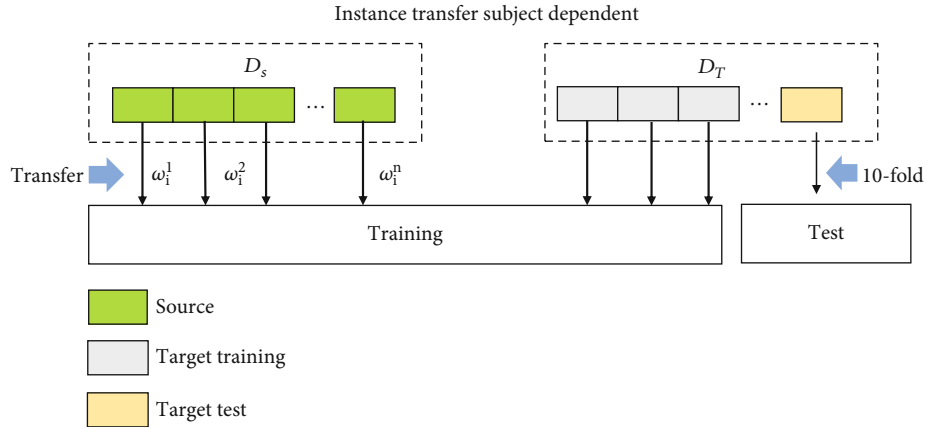 Instance transfer subject dependent
D_s
D_T
...
...
Transfer
ω_i^1
ω_i^2
ω_i^n
10-fold
Training
Test
Source
Target training
Target test